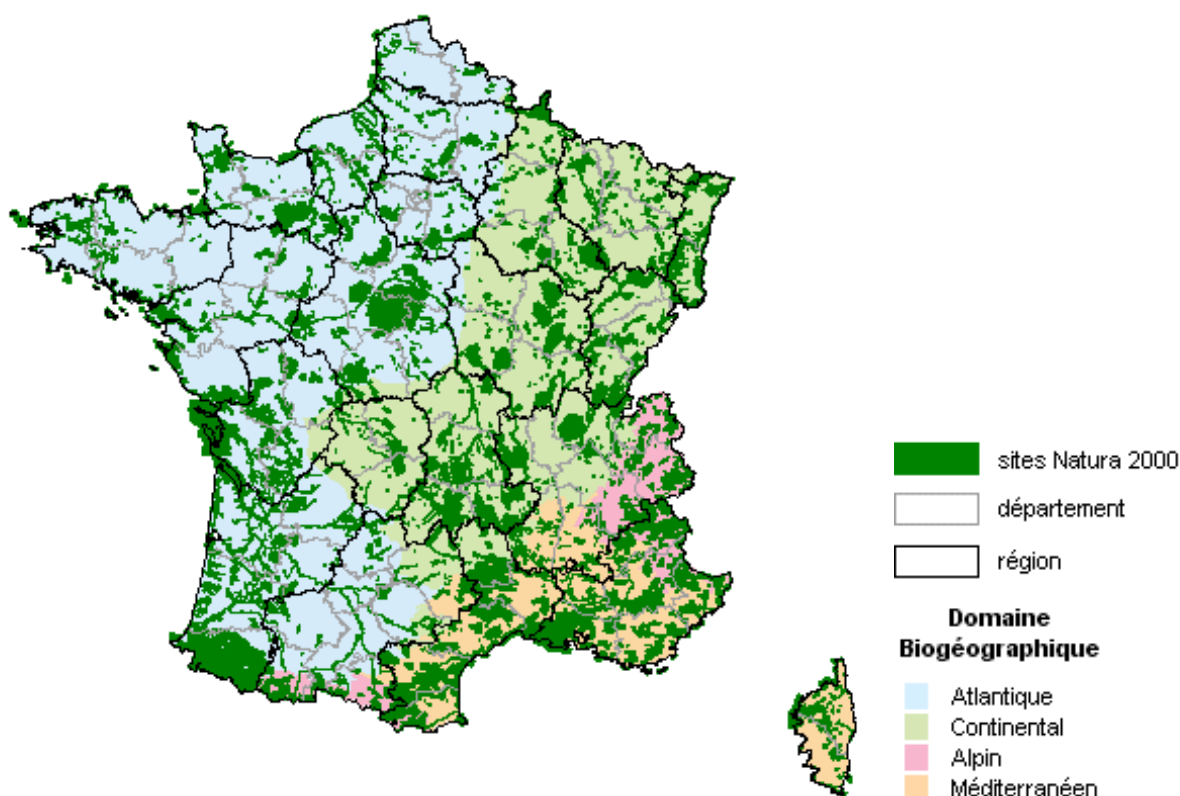 sites Natura 2000
département
région
Domaine
Biogéographique
Atlantique
Continental
Alpin
Méditerranéen